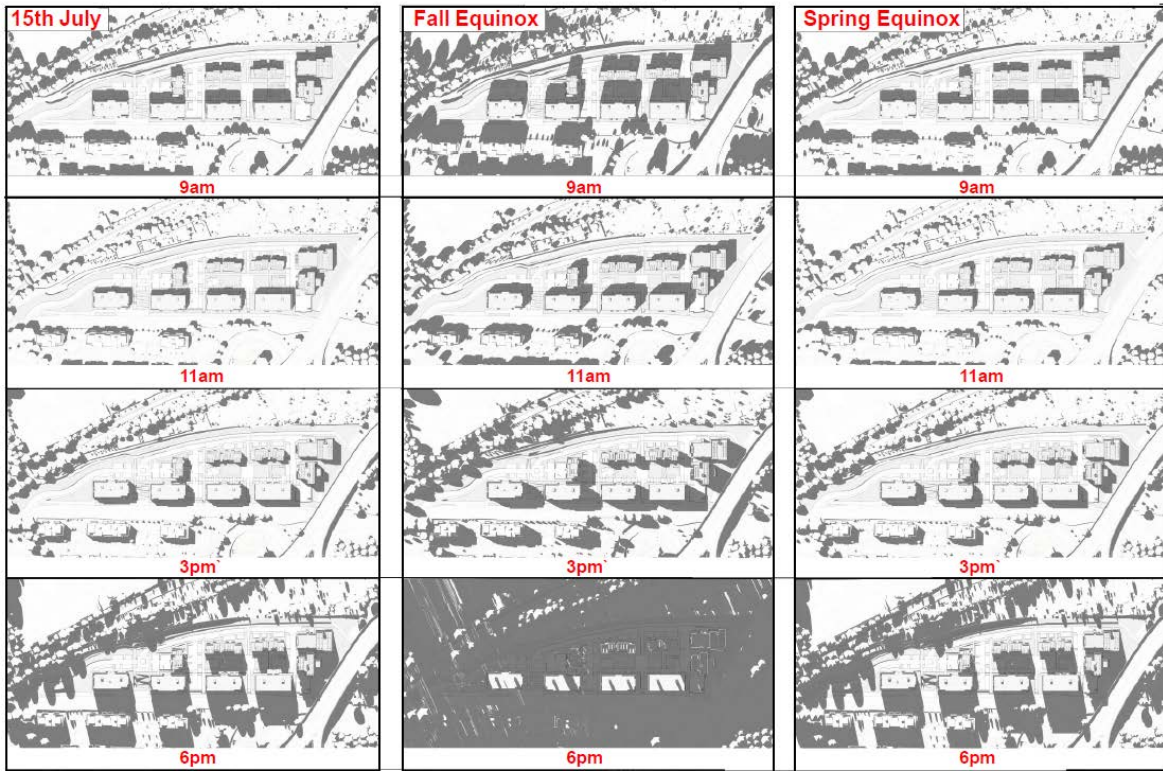 15th July
Fall Equinox
Spring Equinox
9am
9am
9am
11am
11am
11am
3pm`
3pm`
3pm`
6pm
6pm
6pm